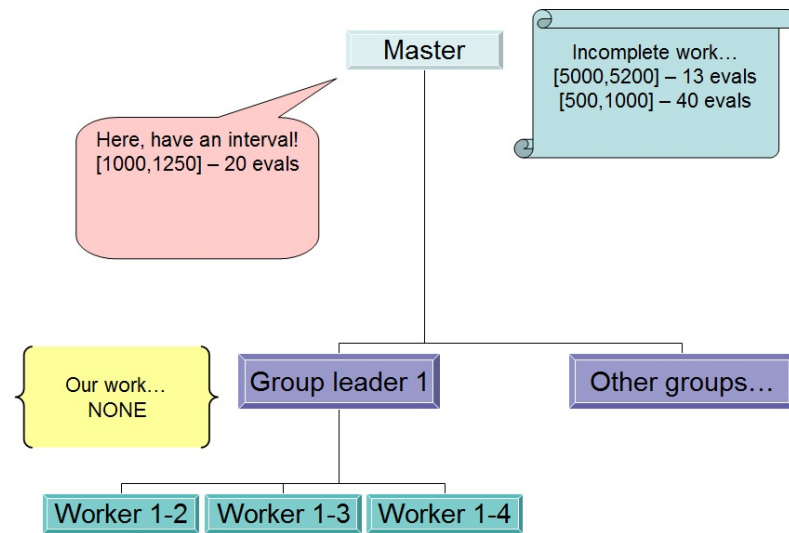 Master
Incomplete work…
[5000,5200] – 13 evals
[500,1000] – 40 evals
Here, have an interval!
[1000,1250] – 20 evals
Our work…
NONE
Group leader 1
Other groups…
Worker 1-2
Worker 1-3
Worker 1-4